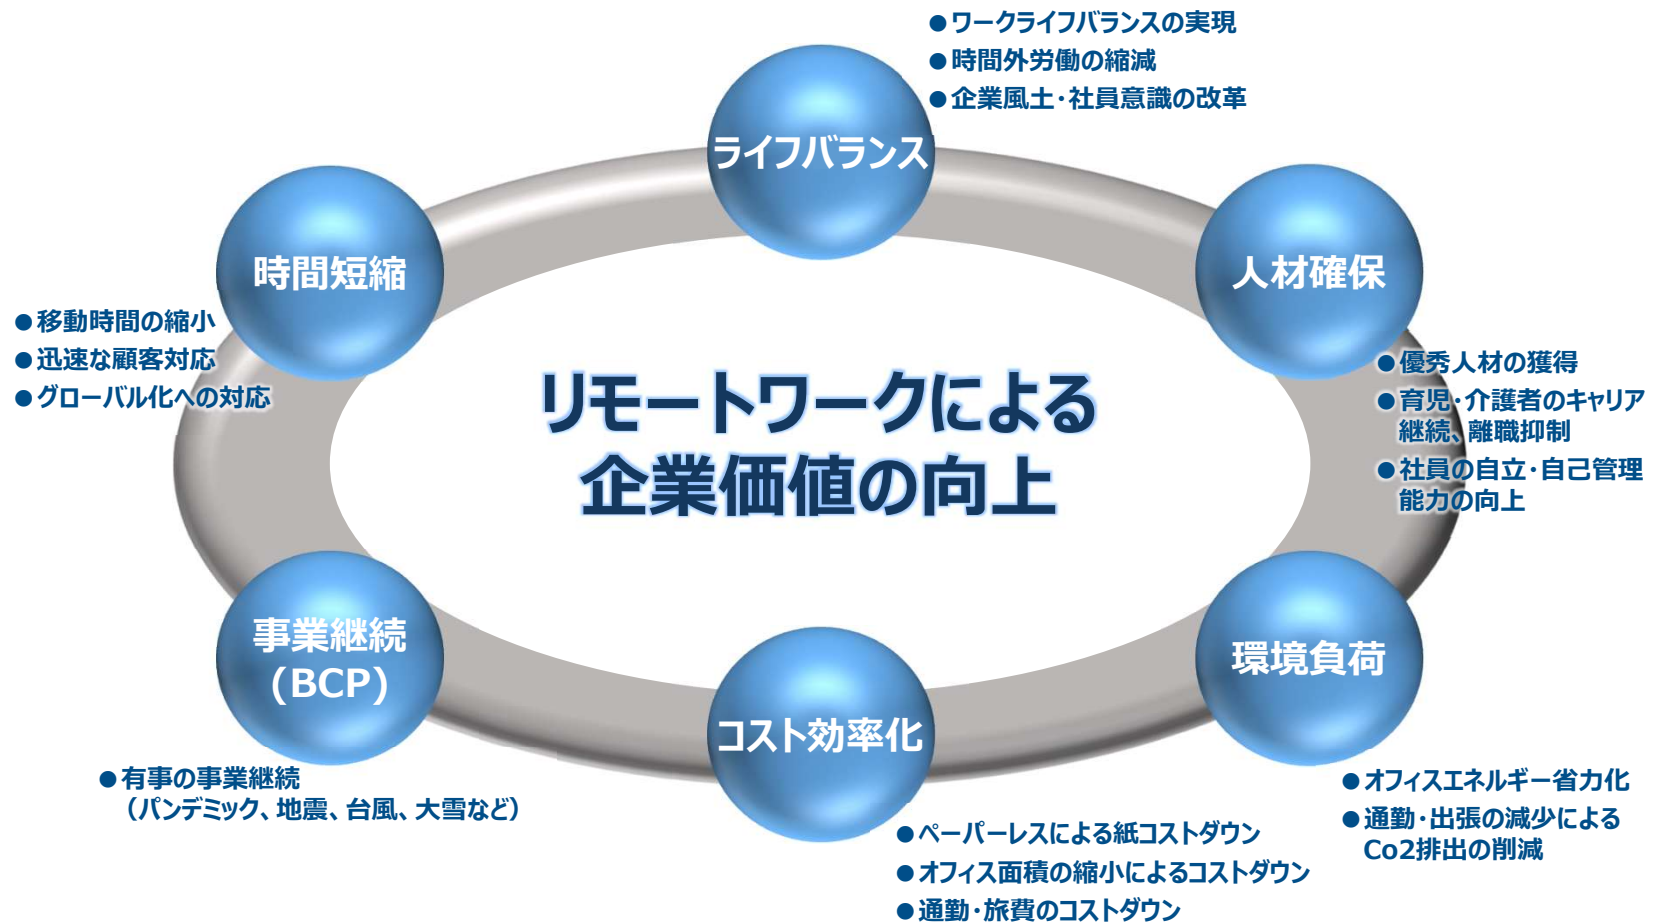 ●ワークライフバランスの実現
●時間外労働の縮減
●企業風土・社員意識の改革
ライフバランス
人材確保
●優秀人材の獲得
●育児・介護者のキャリア
継続、離職抑制
●社員の自立・自己管理
能力の向上
時間短縮
●移動時間の縮小
●迅速な顧客対応
●グローバル化への対応
リモートワークによる
企業価値の向上
環境負荷
●オフィスエネルギー省力化
●通勤・出張の減少による
Co2排出の削減
コスト効率化
●ペーパーレスによる紙コストダウン
●オフィス面積の縮小によるコストダウン
●通勤・旅費のコストダウン
事業継続
(BCP)
●有事の事業継続
（パンデミック、地震、台風、大雪など）